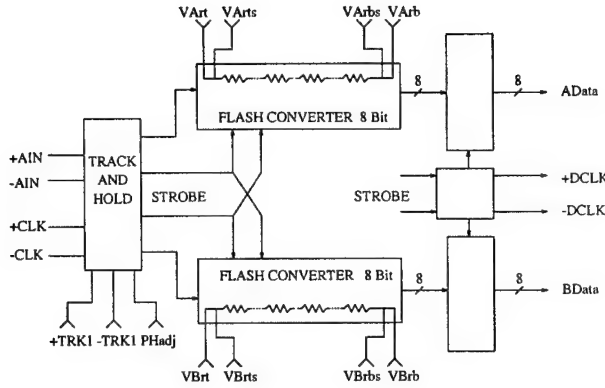 VArt VArts VArbs VArb
8 8 AData
FLASH CONVERTER 8 Bit
+AIN
-AIN
+CLK
-CLK
TRACK
AND
HOLD
STROBE
STROBE
+DCLK
-DCLK
FLASH CONVERTER 8 Bit
8 8 BData
+TRK1 -TRK1 PHadj
VBrt VBrts VBrbs VBrb